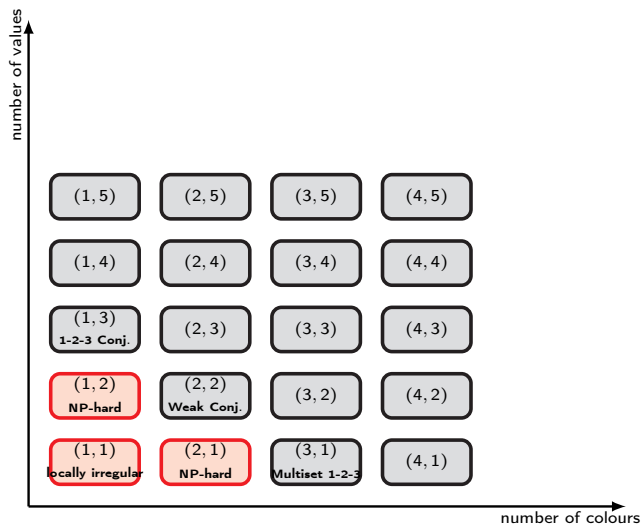 number of values
(1, 5) (2, 5) (3, 5) (4, 5)
(1, 4) (2, 4) (3, 4) (4, 4)
(1, 3) (2, 3) (3, 3) (4, 3)
1-2-3 Conj.
(1, 2) (2, 2) (3, 2) (4, 2)
NP-hard Weak Conj.
(1, 1) (2, 1) (3, 1) (4, 1)
locally irregular NP-hard Multiset 1-2-3
number of colours